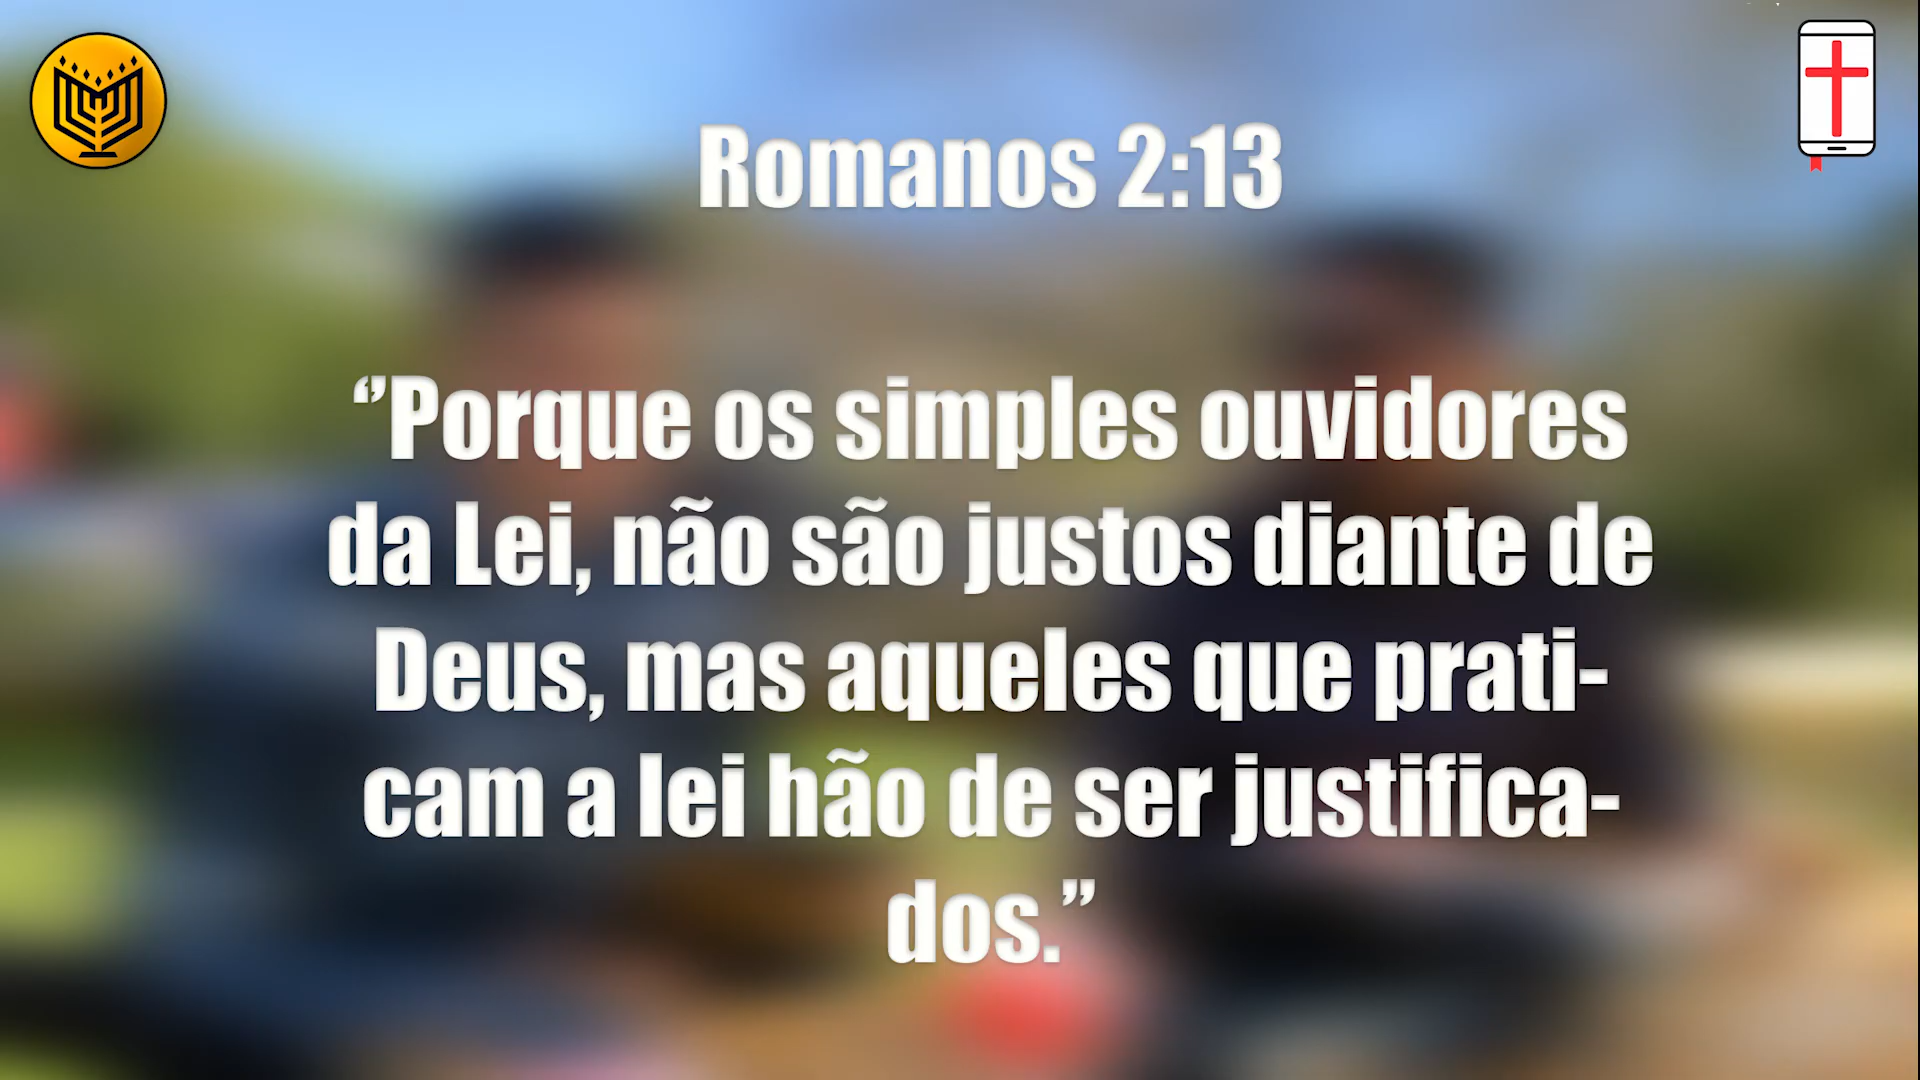 Romanos 2:13
‘’Porque os simples ouvidores
da Lei, não são justos diante de
Deus, mas aqueles que prati-
cam a lei hão de ser justifica-
dos.”